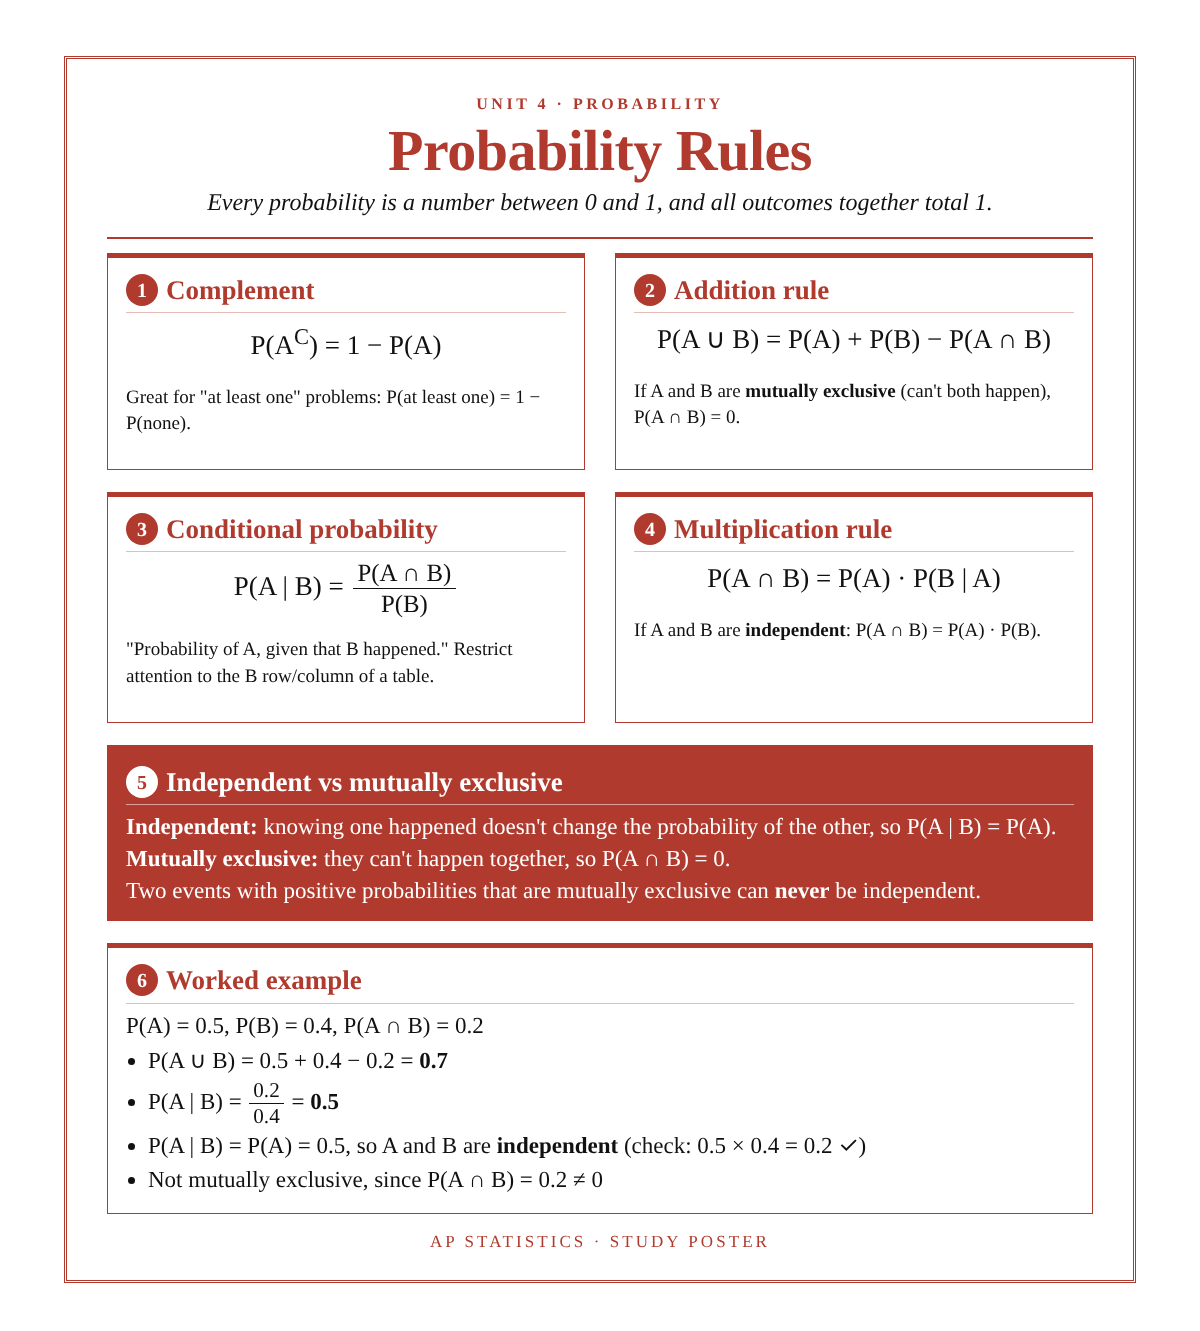 UNIT 4 · PROBABILITY
Probability Rules
Every probability is a number between 0 and 1, and all outcomes together total 1.
1 Complement
P(A^C) = 1 − P(A)
Great for "at least one" problems: P(at least one) = 1 −
P(none).
2 Addition rule
P(A ∪ B) = P(A) + P(B) − P(A ∩ B)
If A and B are mutually exclusive (can't both happen),
P(A ∩ B) = 0.
3 Conditional probability
P(A | B) = P(A ∩ B) / P(B)
"Probability of A, given that B happened." Restrict
attention to the B row/column of a table.
4 Multiplication rule
P(A ∩ B) = P(A) · P(B | A)
If A and B are independent: P(A ∩ B) = P(A) · P(B).
5 Independent vs mutually exclusive
Independent: knowing one happened doesn't change the probability of the other, so P(A | B) = P(A).
Mutually exclusive: they can't happen together, so P(A ∩ B) = 0.
Two events with positive probabilities that are mutually exclusive can never be independent.
6 Worked example
P(A) = 0.5, P(B) = 0.4, P(A ∩ B) = 0.2
• P(A ∪ B) = 0.5 + 0.4 − 0.2 = 0.7
• P(A | B) = 0.2 / 0.4 = 0.5
• P(A | B) = P(A) = 0.5, so A and B are independent (check: 0.5 × 0.4 = 0.2 ✓)
• Not mutually exclusive, since P(A ∩ B) = 0.2 ≠ 0
AP STATISTICS · STUDY POSTER